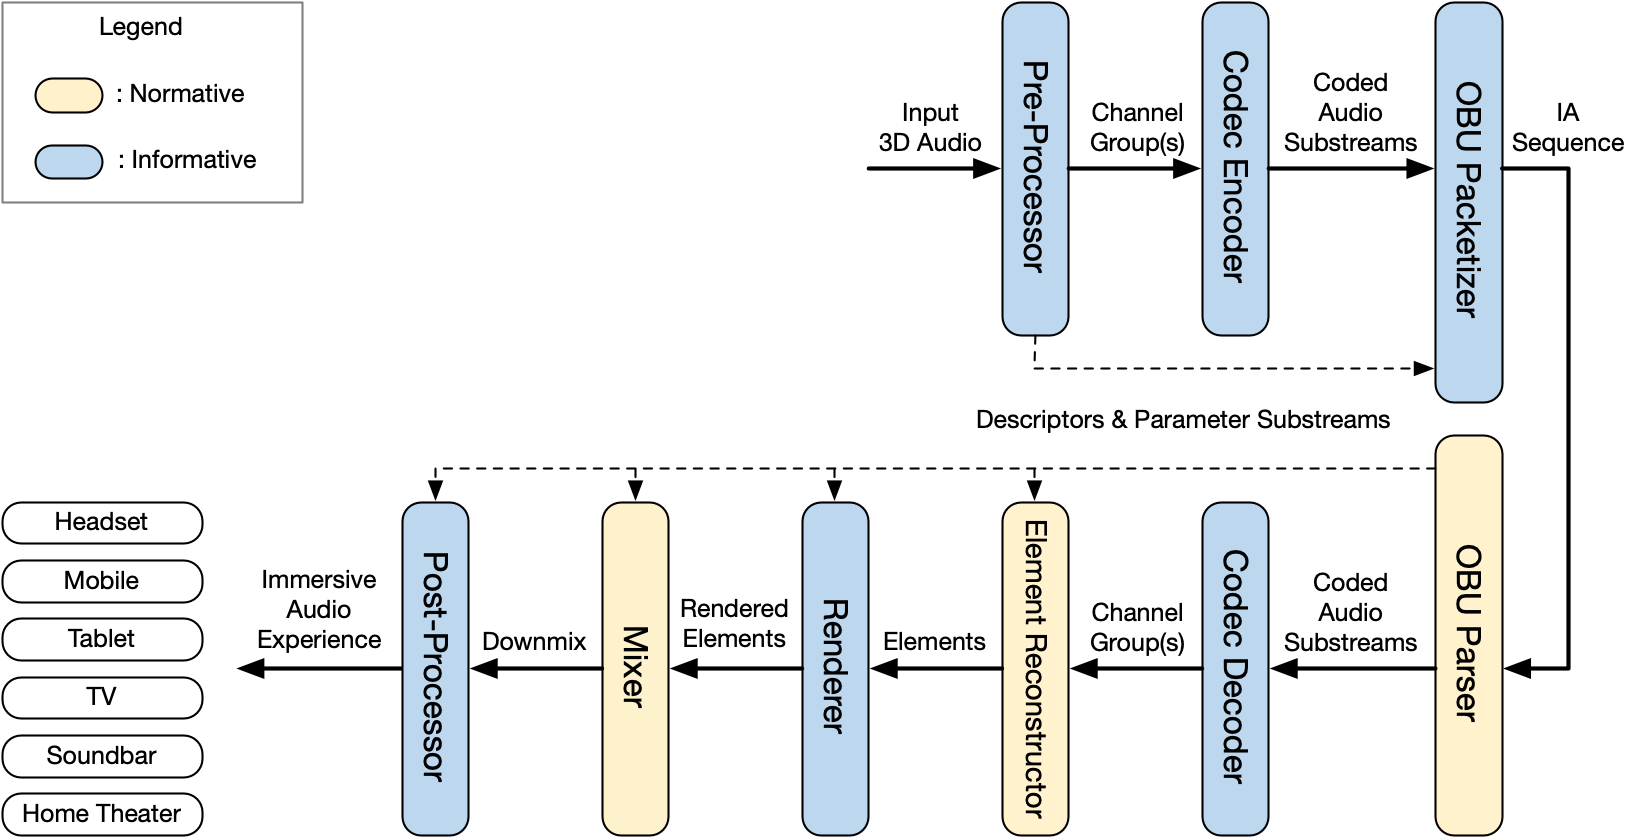 Legend
: Normative
: Informative
Input
3D Audio
Pre-Processor
Channel
Group(s)
Codec Encoder
Coded
Audio
Substreams
OBU Packetizer
IA
Sequence
Descriptors & Parameter Substreams
OBU Parser
Coded
Audio
Substreams
Codec Decoder
Channel
Group(s)
Element Reconstructor
Elements
Renderer
Rendered
Elements
Mixer
Downmix
Post-Processor
Immersive
Audio
Experience
Headset
Mobile
Tablet
TV
Soundbar
Home Theater